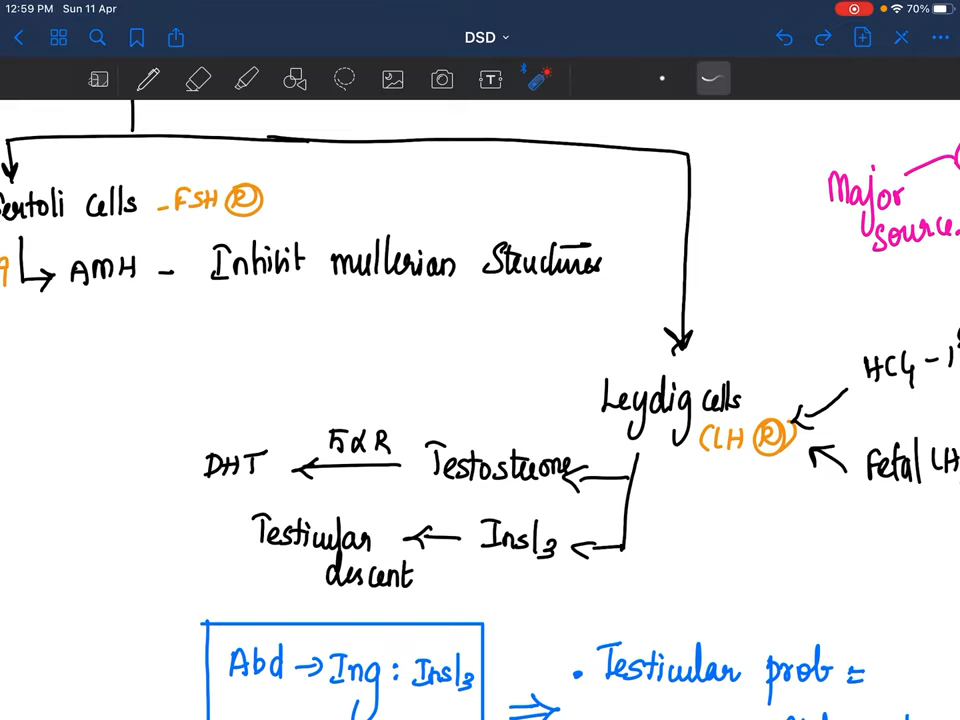 12:59 PM Sun 11 Apr 70%
DSD
T
Sertoli cells - FSH R
AMH - Inhibit mullerian Structures
Major
source
Leydig cells
(LH R)
HCG - 1
Fetal LH
DHT 5αR Testosterone
Testicular Insl3
descent
Abd → Ing : Insl3
⇒ • Testicular prob =